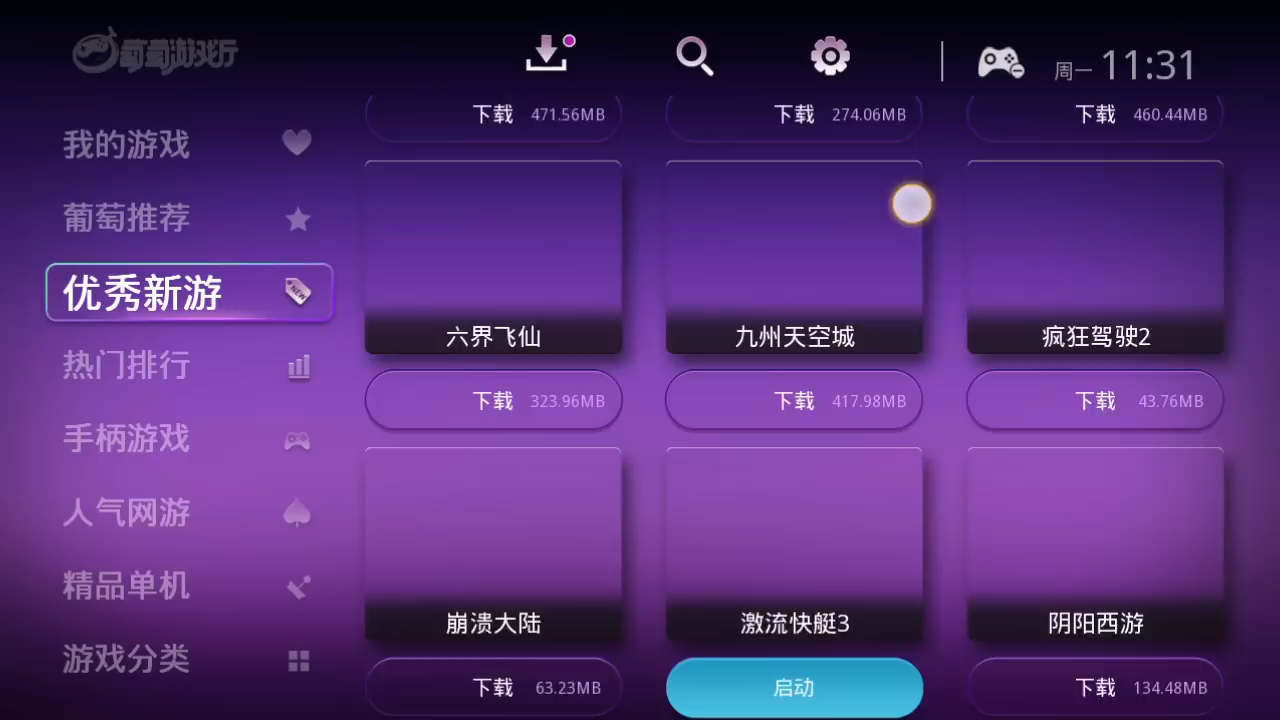 葡萄游戏厅
周一 11:31
我的游戏
葡萄推荐
优秀新游
NEW
热门排行
手柄游戏
人气网游
精品单机
游戏分类
下载 471.56MB
下载 274.06MB
下载 460.44MB
六界飞仙
九州天空城
疯狂驾驶2
下载 323.96MB
下载 417.98MB
下载 43.76MB
崩溃大陆
激流快艇3
阴阳西游
下载 63.23MB
启动
下载 134.48MB